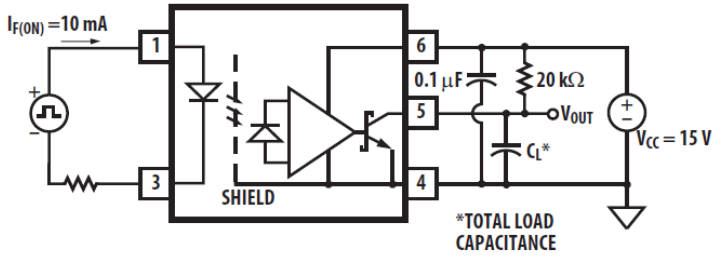 IF(ON) =10 mA
1
3
+
−
SHIELD
6
5
4
0.1 μF
20 kΩ
VOUT
CL*
+
−
VCC = 15 V
*TOTAL LOAD
CAPACITANCE